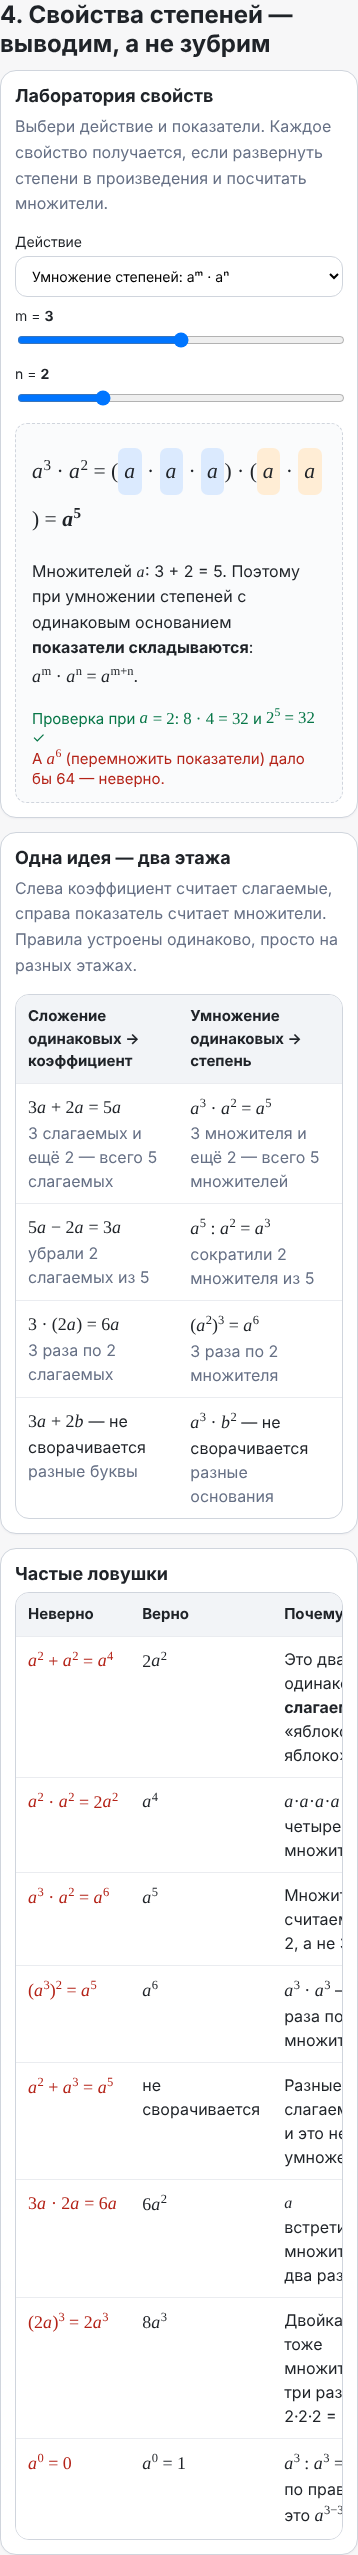 4. Свойства степеней —
выводим, а не зубрим
Лаборатория свойств
Выбери действие и показатели. Каждое
свойство получается, если развернуть
степени в произведения и посчитать
множители.
Действие
Умножение степеней: aᵐ · aⁿ
m = 3
n = 2
a³ · a² = ( a · a · a ) · ( a · a
) = a⁵
Множителей a: 3 + 2 = 5. Поэтому
при умножении степеней с
одинаковым основанием
показатели складываются:
aᵐ · aⁿ = aᵐ⁺ⁿ.
Проверка при a = 2: 8 · 4 = 32 и 2⁵ = 32
✓
А a⁶ (перемножить показатели) дало
бы 64 — неверно.
Одна идея — два этажа
Слева коэффициент считает слагаемые,
справа показатель считает множители.
Правила устроены одинаково, просто на
разных этажах.
Сложение
одинаковых →
коэффициент
Умножение
одинаковых →
степень
3a + 2a = 5a
3 слагаемых и
ещё 2 — всего 5
слагаемых
a³ · a² = a⁵
3 множителя и
ещё 2 — всего 5
множителей
5a − 2a = 3a
убрали 2
слагаемых из 5
a⁵ : a² = a³
сократили 2
множителя из 5
3 · (2a) = 6a
3 раза по 2
слагаемых
(a²)³ = a⁶
3 раза по 2
множителя
3a + 2b — не
сворачивается
разные буквы
a³ · b² — не
сворачивается
разные
основания
Частые ловушки
Неверно
Верно
Почему
a² + a² = a⁴
2a²
Это два
одинак
слагаем
«яблок
яблоко»
a² · a² = 2a²
a⁴
a·a·a·a
четыре
множит
a³ · a² = a⁶
a⁵
Множит
считаем
2, а не
(a³)² = a⁵
a⁶
a³ · a³ —
раза по
множит
a² + a³ = a⁵
не
сворачивается
Разные
слагаем
и это не
умноже
3a · 2a = 6a
6a²
a
встрети
множит
два раз
(2a)³ = 2a³
8a³
Двойка
тоже
множит
три раз
2·2·2 =
a⁰ = 0
a⁰ = 1
a³ : a³ =
по прав
это a³⁻³